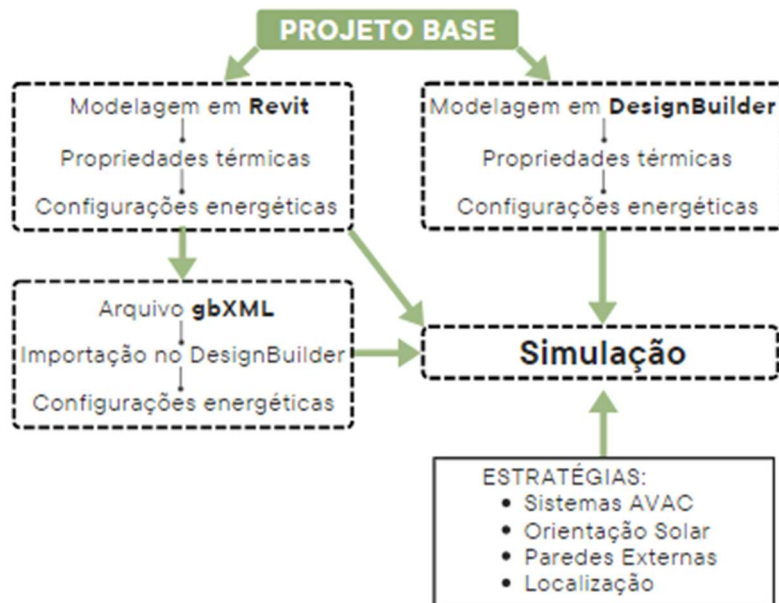 PROJETO BASE
Modelagem em Revit
Propriedades térmicas
Configurações energéticas
Modelagem em DesignBuilder
Propriedades térmicas
Configurações energéticas
Arquivo gbXML
Importação no DesignBuilder
Configurações energéticas
Simulação
ESTRATÉGIAS:
• Sistemas AVAC
• Orientação Solar
• Paredes Externas
• Localização